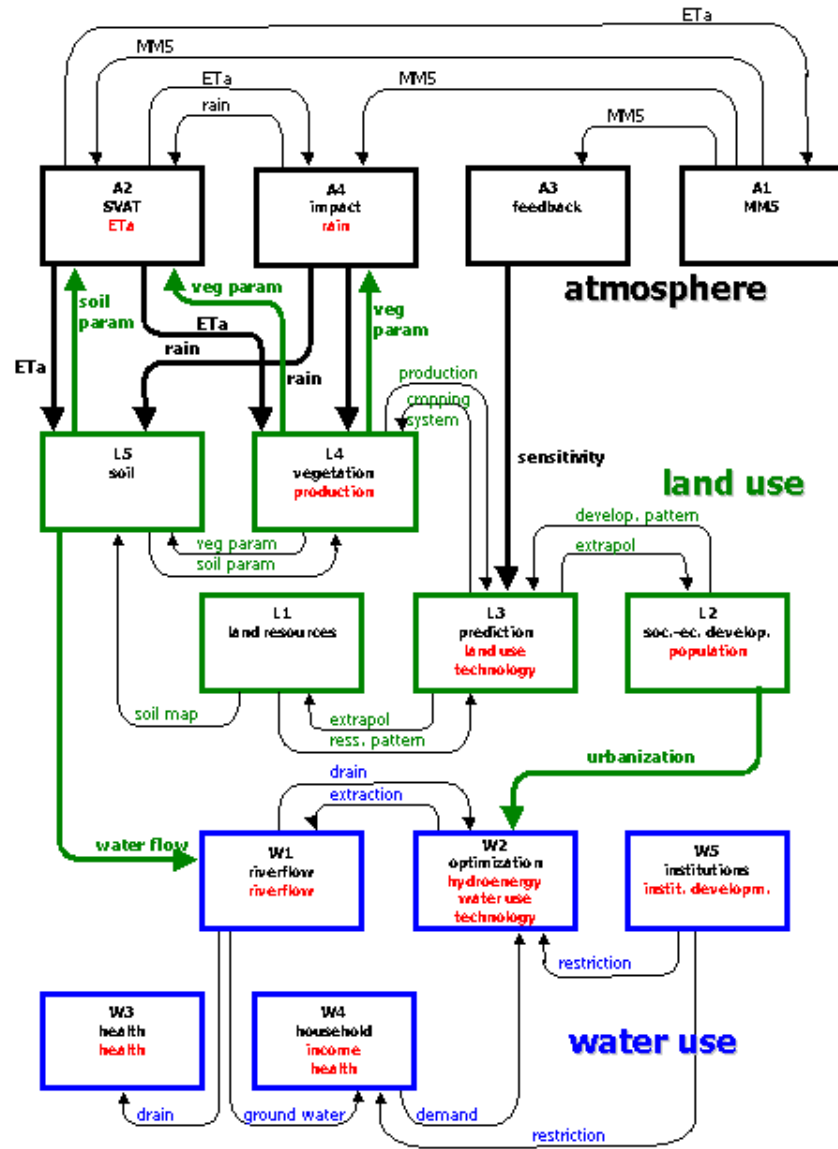 ETa
MM5
ETa
MM5
rain
MM5
A2
SVAT
ETa
A4
impact
rain
A3
feedback
A1
MM5
atmosphere
soil
param
veg param
veg
param
ETa
rain
rain
ETa
production
cropping
system
L5
soil
L4
vegetation
production
sensitivity
land use
develop. pattern
extrapol
veg param
soil param
L1
land resources
L3
prediction
land use
technology
L2
soc.-ec. develop.
population
soil map
extrapol
ress. pattern
urbanization
drain
extraction
water flow
W1
riverflow
riverflow
W2
optimization
hydroenergy
water use
technology
W5
institutions
instit. developm.
restriction
W3
health
health
W4
household
income
health
water use
drain
ground water
demand
restriction